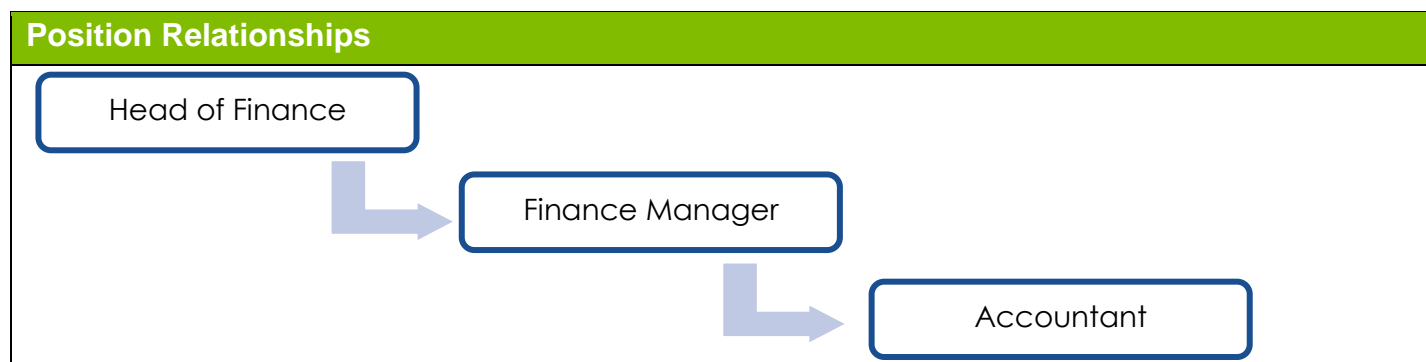 Position Relationships
Head of Finance
Finance Manager
Accountant